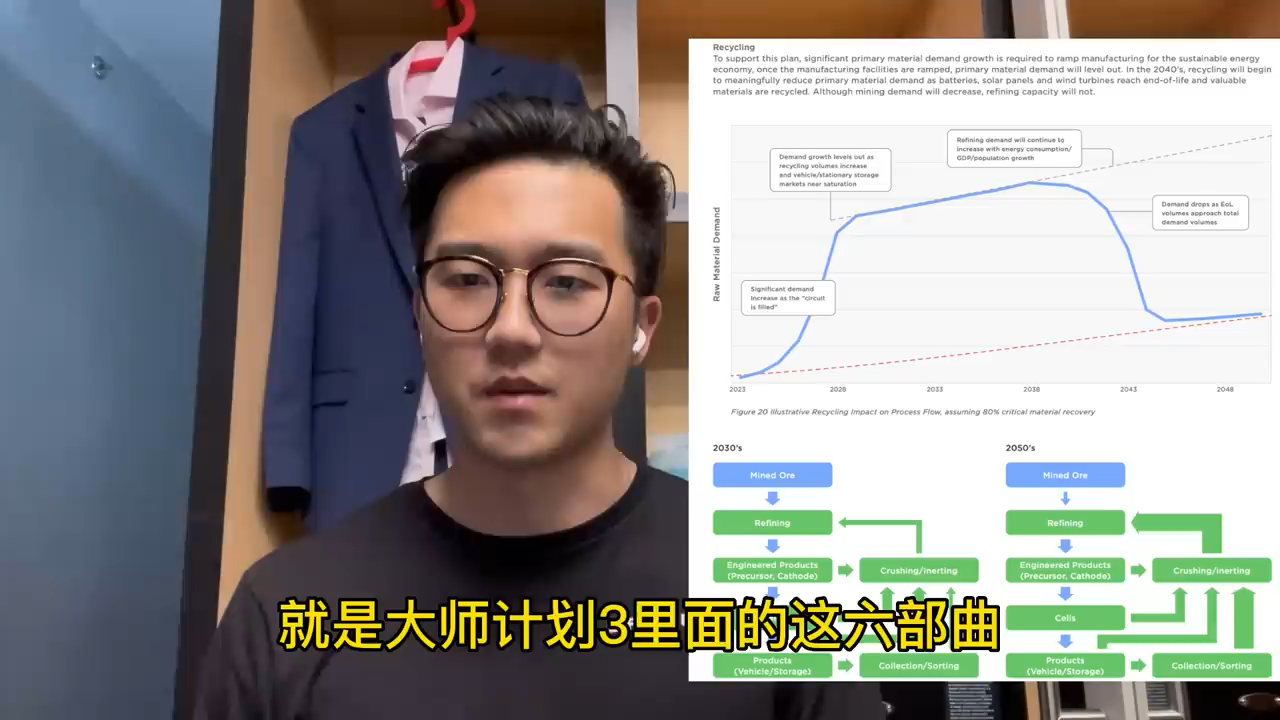 Recycling
To support this plan, significant primary material demand growth is required to ramp manufacturing for the sustainable energy
economy, once the manufacturing facilities are ramped, primary material demand will level out. In the 2040's, recycling will begin
to meaningfully reduce primary material demand as batteries, solar panels and wind turbines reach end-of-life and valuable
materials are recycled. Although mining demand will decrease, refining capacity will not.
Refining demand will continue to
increase with energy consumption/
GDP/population growth
Demand growth levels out as
recycling volumes increase
and vehicle/stationary storage
markets near saturation
Demand drops as EoL
volumes approach total
demand volumes
Raw Material Demand
Significant demand
increase as the "circuit
is filled"
2023 2028 2033 2038 2043 2048
Figure 20 Illustrative Recycling Impact on Process Flow, assuming 80% critical material recovery
2030's 2050's
Mined Ore Mined Ore
Refining Refining
Engineered Products
(Precursor, Cathode)
Crushing/Inerting
Engineered Products
(Precursor, Cathode)
Crushing/inerting
Cells
就是大师计划3里面的这六部曲
Products
(Vehicle/Storage)
Collection/Sorting
Products
(Vehicle/Storage)
Collection/Sorting